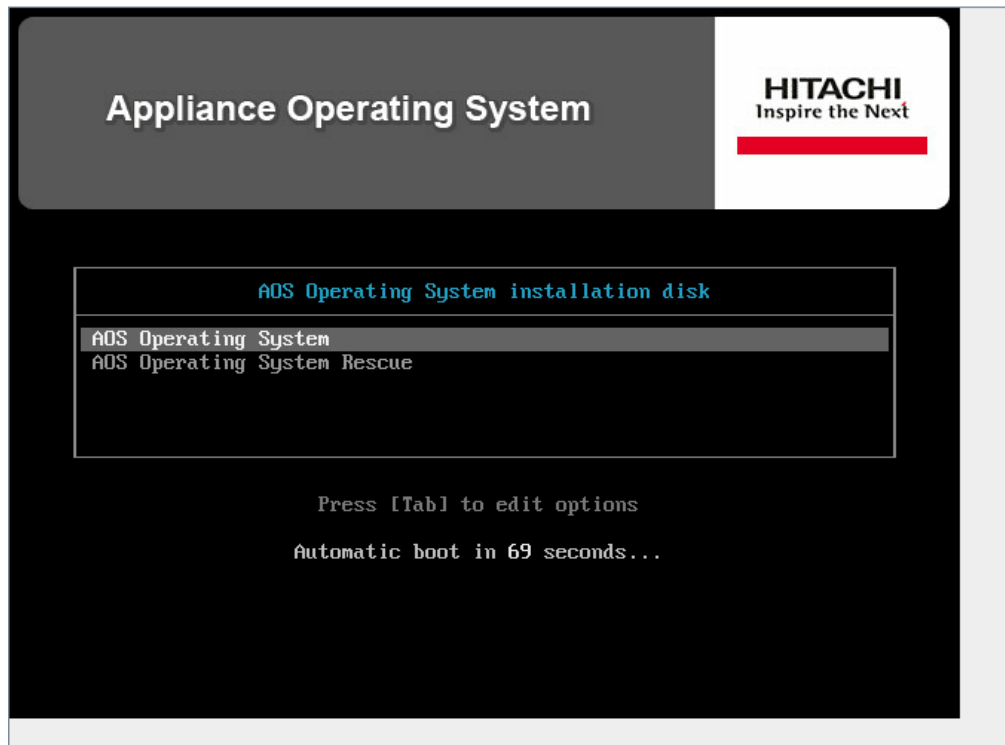 Appliance Operating System
HITACHI
Inspire the Next
AOS Operating System installation disk
AOS Operating System
AOS Operating System Rescue
Press [Tab] to edit options
Automatic boot in 69 seconds...